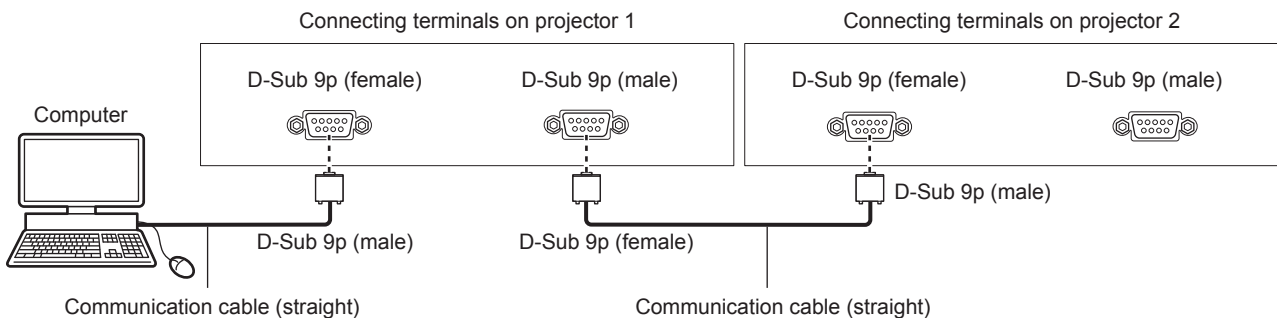 Connecting terminals on projector 1
Connecting terminals on projector 2
D-Sub 9p (female)
D-Sub 9p (male)
D-Sub 9p (female)
D-Sub 9p (male)
Computer
D-Sub 9p (male)
D-Sub 9p (male)
D-Sub 9p (female)
Communication cable (straight)
Communication cable (straight)